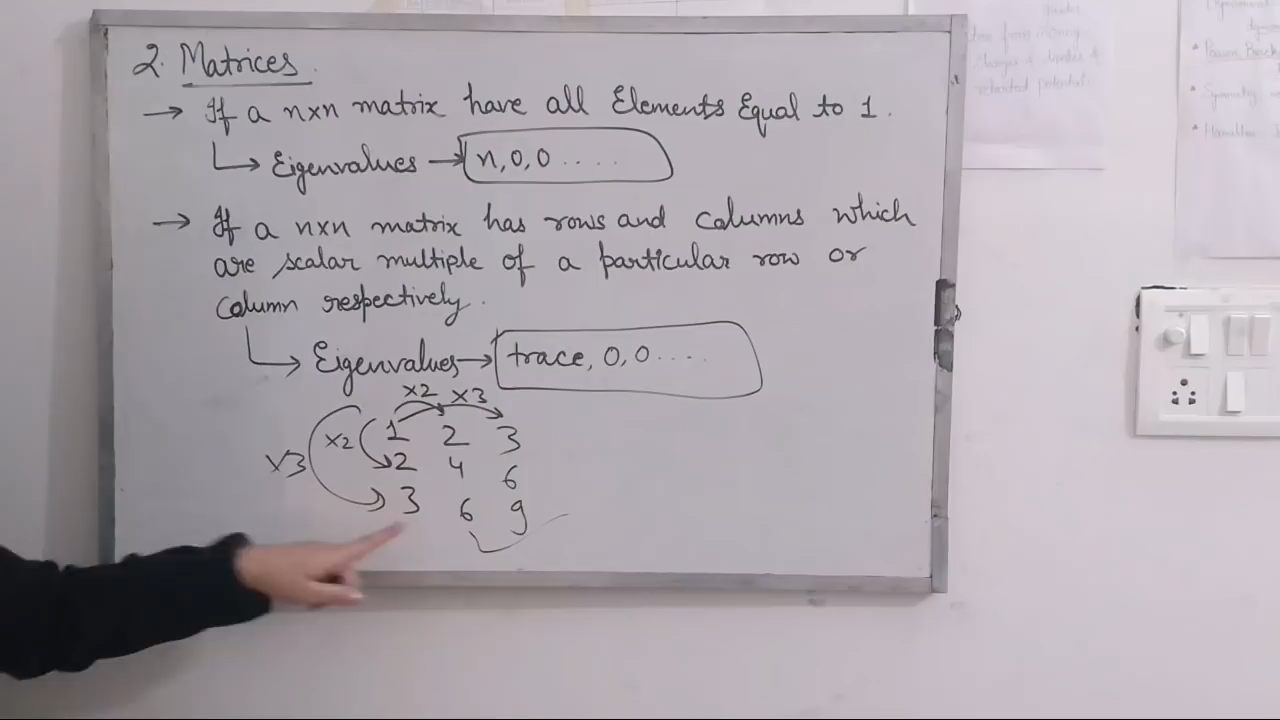 2. Matrices.
→ If a n×n matrix have all Elements Equal to 1.
↳ Eigenvalues → n, 0, 0 .....
→ If a n×n matrix has rows and columns which
are scalar multiple of a particular row or
column respectively.
↳ Eigenvalues → trace, 0, 0 ....
×2 ×3
×3 ×2 1 2 3
2 4 6
3 6 9
retarded potentials